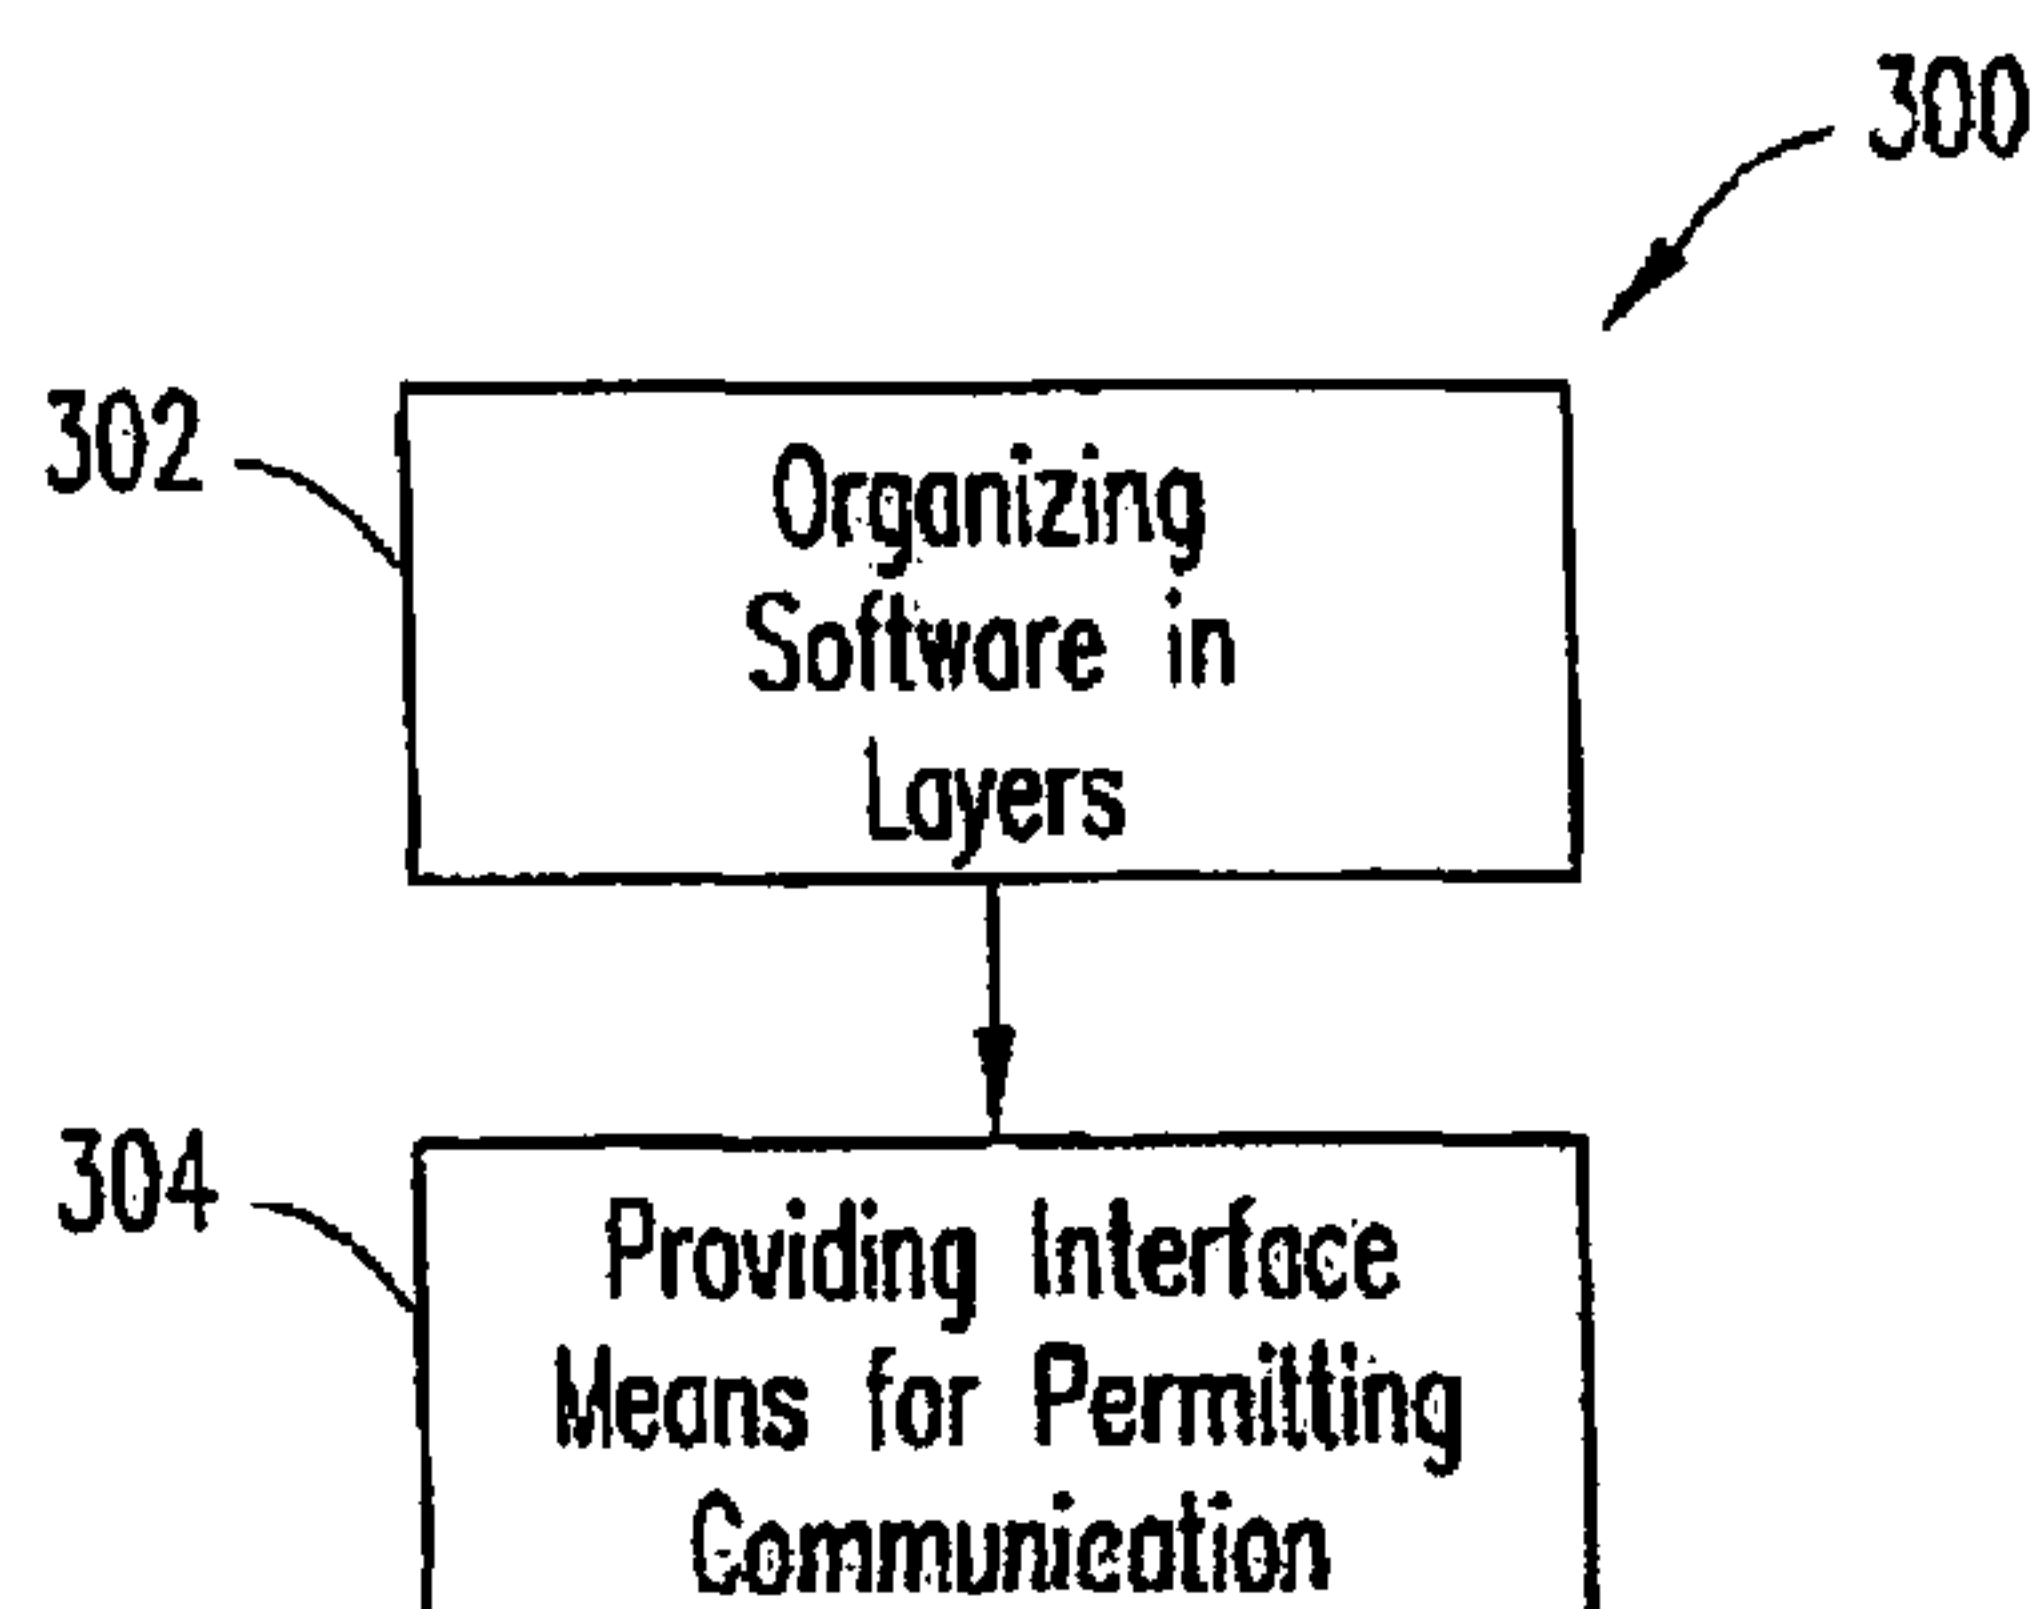 300
302
Organizing
Software in
Layers
304
Providing Interface
Means for Permitting
Communication